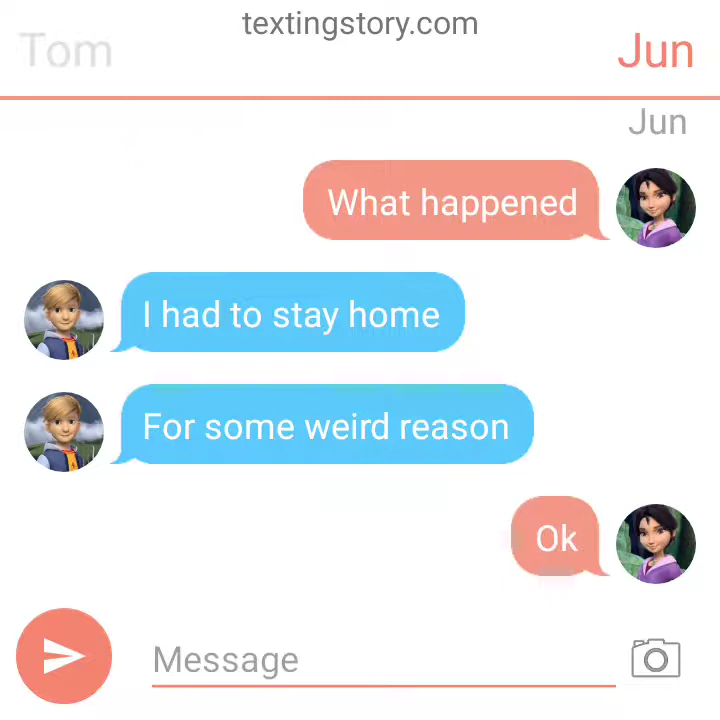 textingstory.com
Tom
Jun
Jun
What happened
I had to stay home
For some weird reason
Ok
Message